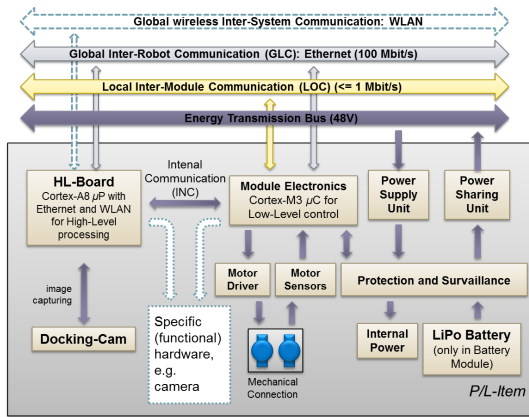 Global wireless Inter-System Communication: WLAN
Global Inter-Robot Communication (GLC): Ethernet (100 Mbit/s)
Local Inter-Module Communication (LOC) (<= 1 Mbit/s)
Energy Transmission Bus (48V)
HL-Board
Cortex-A8 µP with
Ethernet and WLAN
for High-Level
processing
Intenal
Communication
(INC)
Module Electronics
Cortex-M3 µC for
Low-Level control
Power
Supply
Unit
Power
Sharing
Unit
image
capturing
Motor
Driver
Motor
Sensors
Protection and Survaillance
Docking-Cam
Specific
(functional)
hardware,
e.g.
camera
Mechanical
Connection
Internal
Power
LiPo Battery
(only in Battery
Module)
P/L-Item